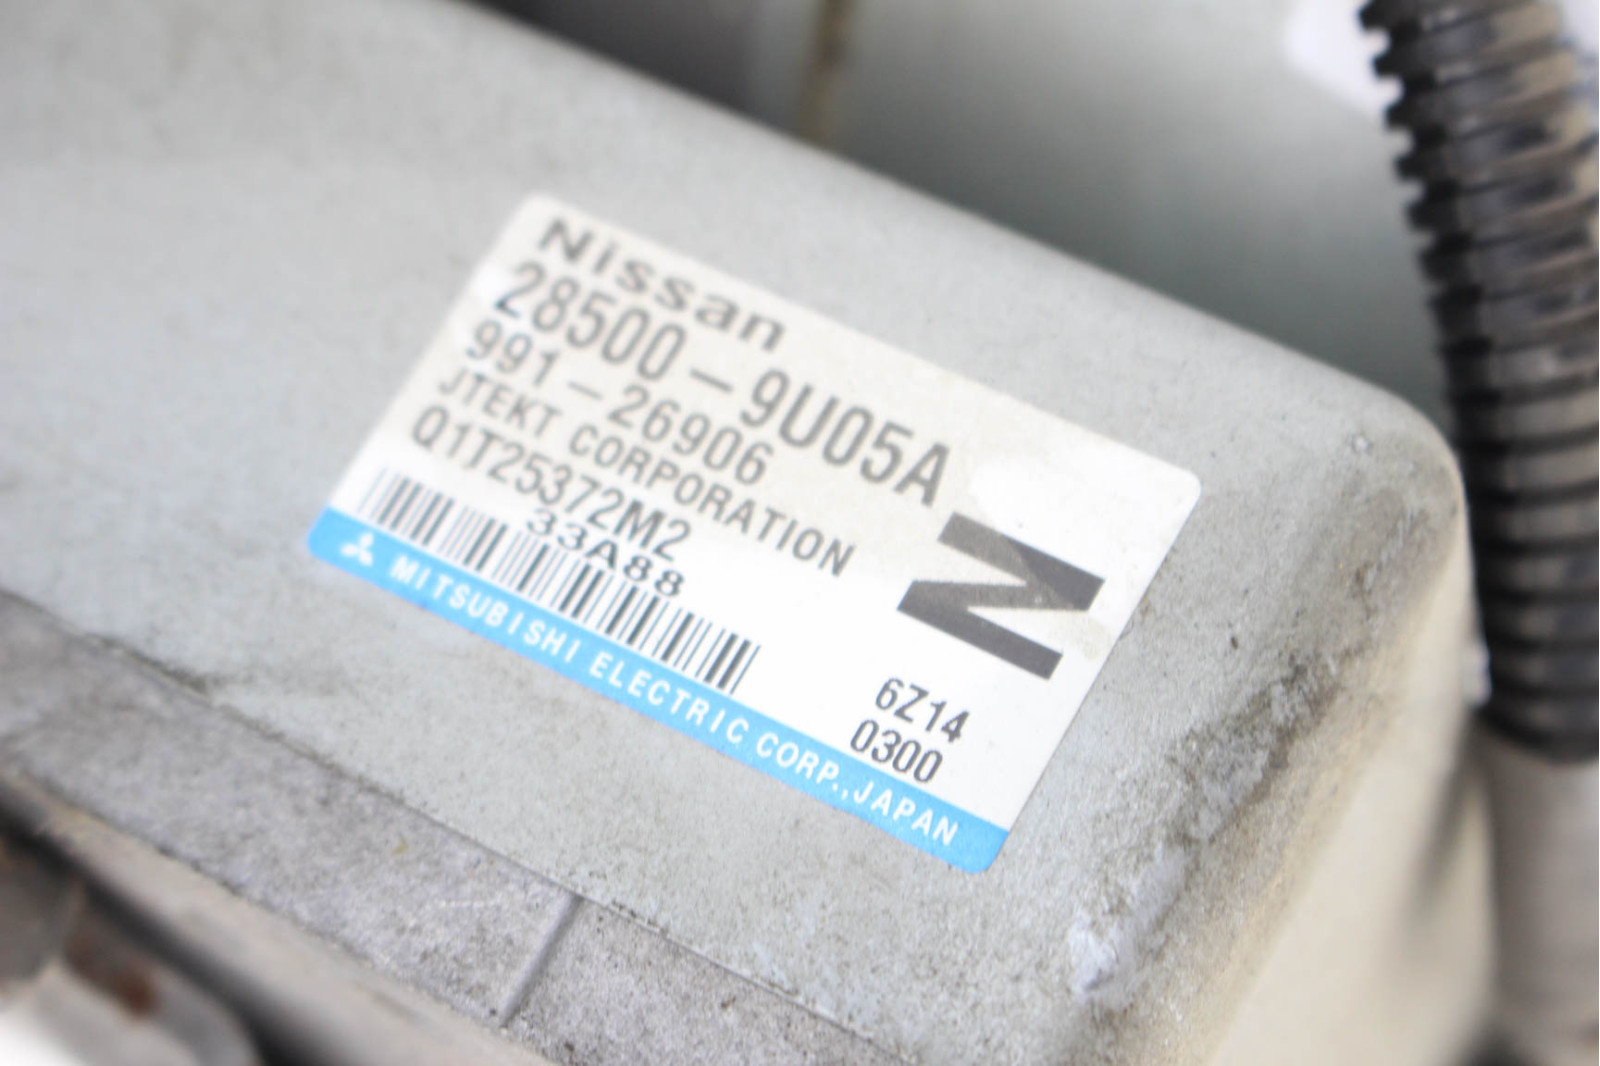 Nissan
28500-9U05A
991-26906
JTEKT CORPORATION
Q1T25372M2
33A88
N
6Z14
0300
MITSUBISHI ELECTRIC CORP.,JAPAN